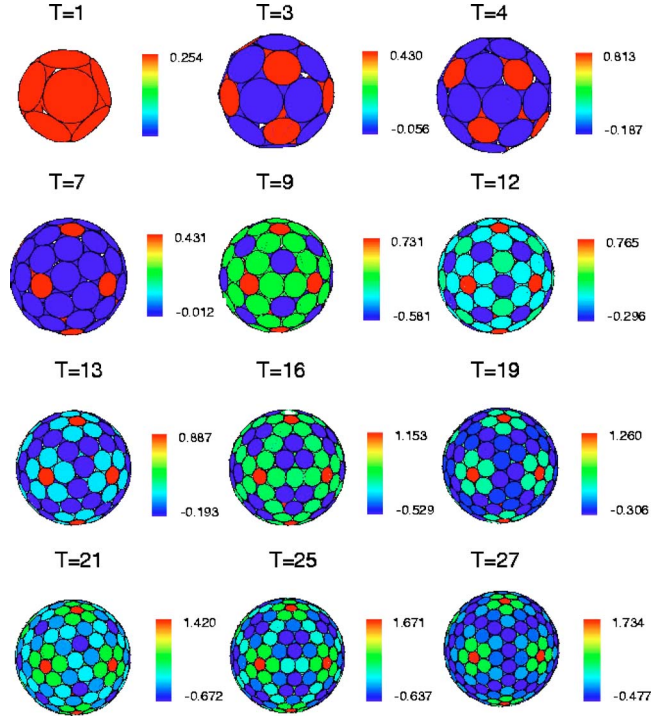 T=1 T=3 T=4
0.254 0.430 0.813
-0.056 -0.187
T=7 T=9 T=12
0.431 0.731 0.765
-0.012 -0.581 -0.296
T=13 T=16 T=19
0.887 1.153 1.260
-0.193 -0.529 -0.306
T=21 T=25 T=27
1.420 1.671 1.734
-0.672 -0.637 -0.477